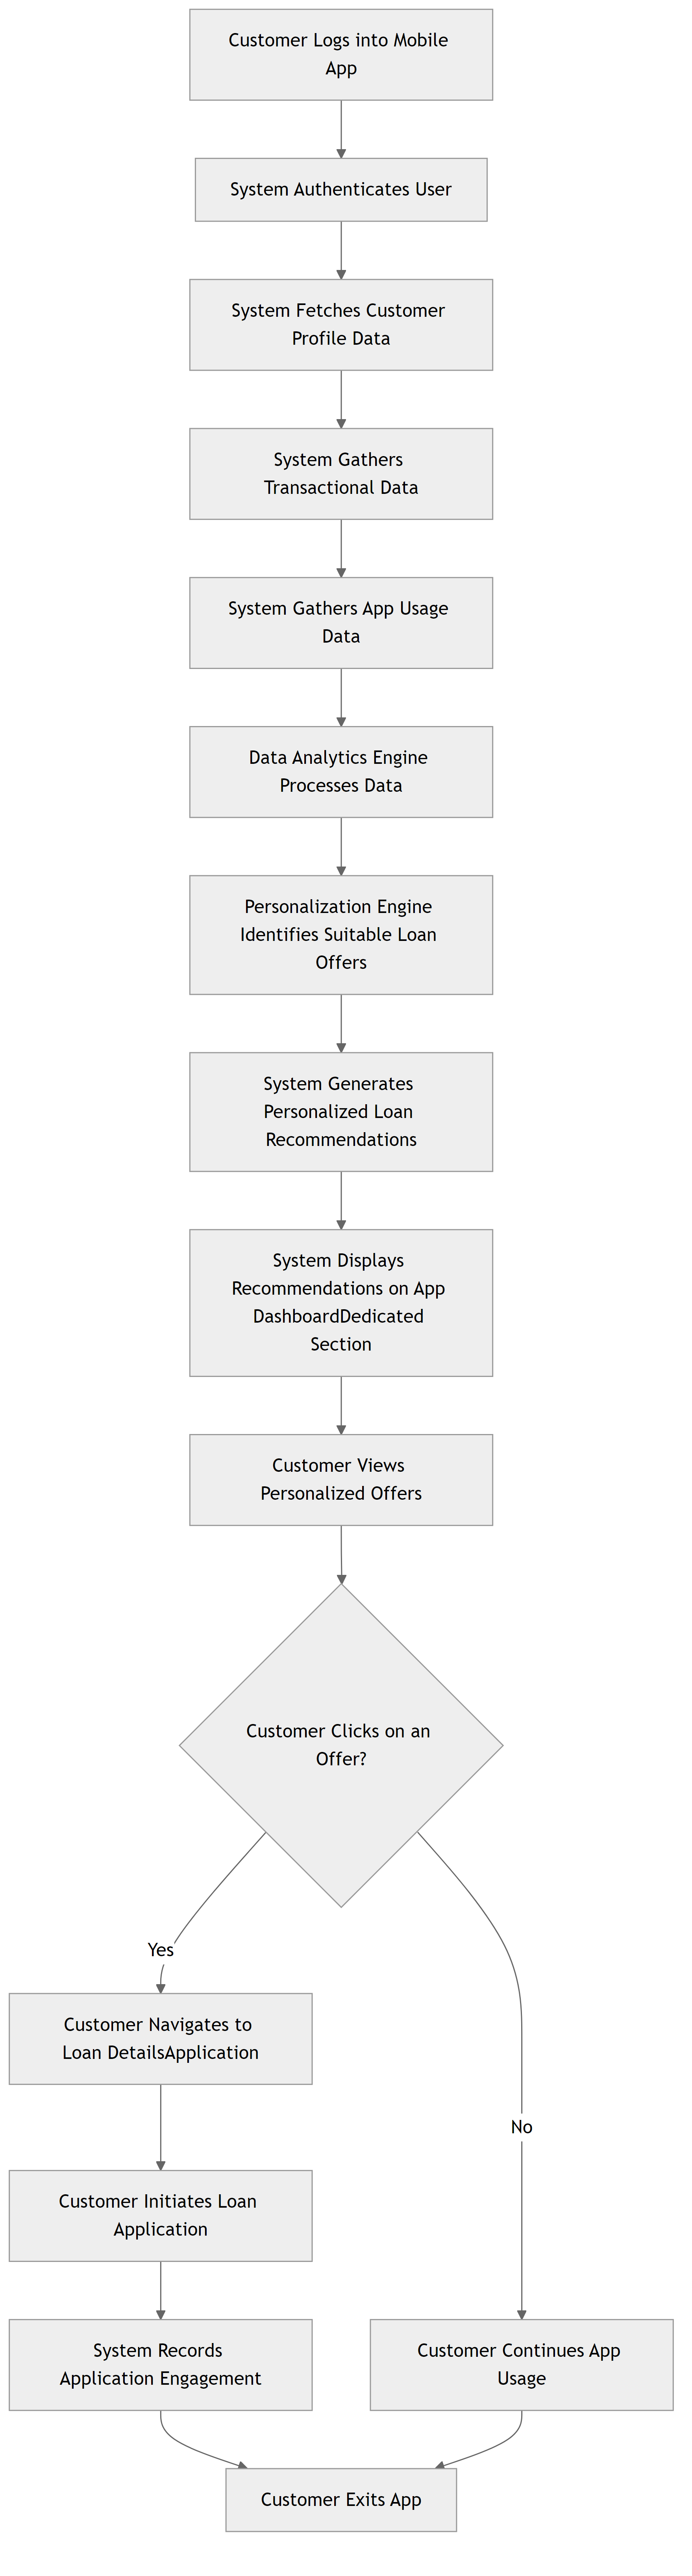 Customer Logs into Mobile
App
System Authenticates User
System Fetches Customer
Profile Data
System Gathers
Transactional Data
System Gathers App Usage
Data
Data Analytics Engine
Processes Data
Personalization Engine
Identifies Suitable Loan
Offers
System Generates
Personalized Loan
Recommendations
System Displays
Recommendations on App
DashboardDedicated
Section
Customer Views
Personalized Offers
Customer Clicks on an
Offer?
Yes
Customer Navigates to
Loan DetailsApplication
No
Customer Initiates Loan
Application
System Records
Application Engagement
Customer Continues App
Usage
Customer Exits App